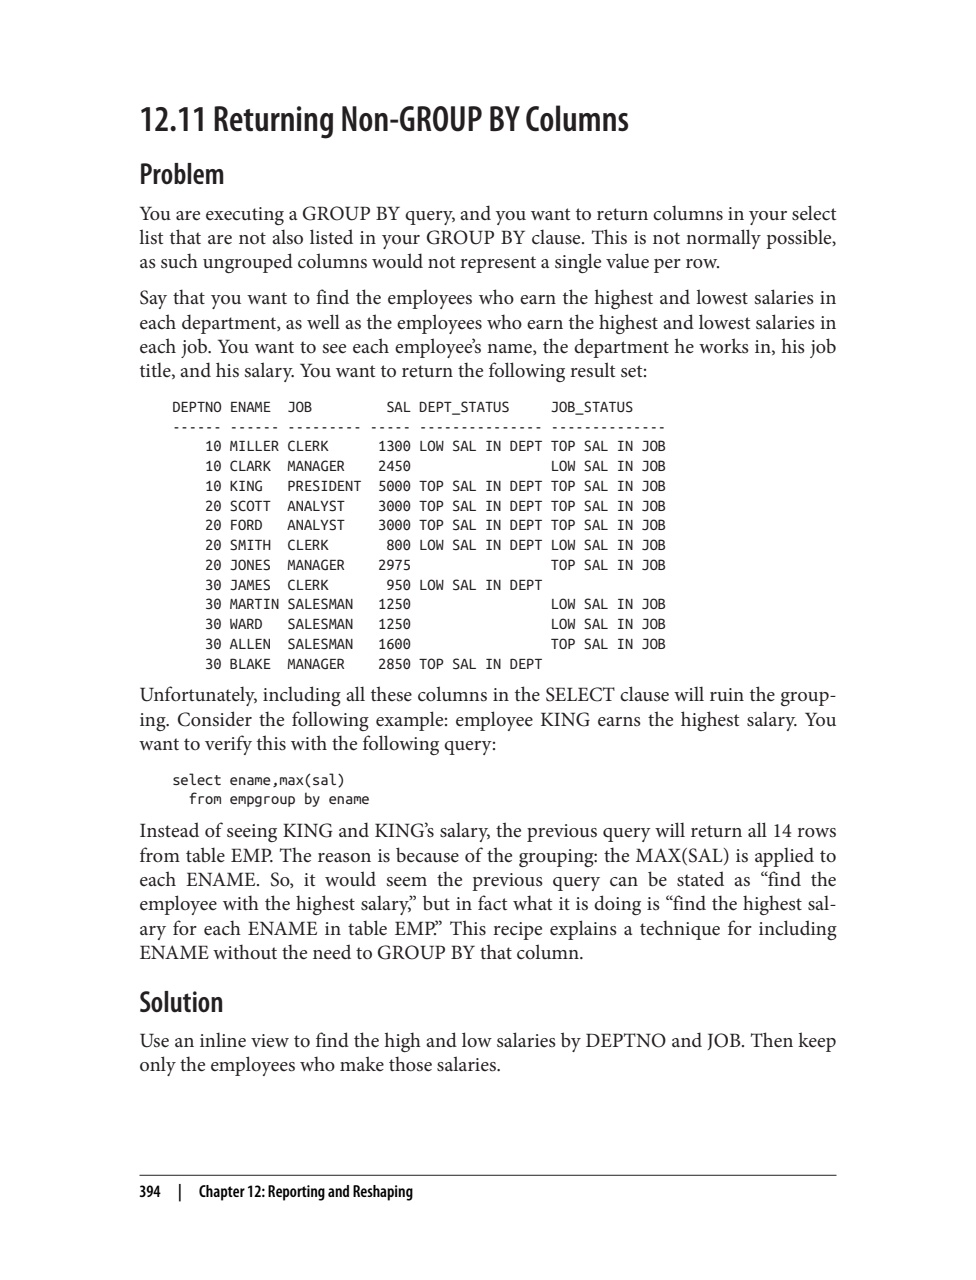 12.11 Returning Non-GROUP BY Columns
Problem
You are executing a GROUP BY query, and you want to return columns in your select
list that are not also listed in your GROUP BY clause. This is not normally possible,
as such ungrouped columns would not represent a single value per row.
Say that you want to find the employees who earn the highest and lowest salaries in
each department, as well as the employees who earn the highest and lowest salaries in
each job. You want to see each employee’s name, the department he works in, his job
title, and his salary. You want to return the following result set:
DEPTNO ENAME  JOB         SAL DEPT_STATUS     JOB_STATUS
------ ------ --------- ----- --------------- --------------
    10 MILLER CLERK      1300 LOW SAL IN DEPT TOP SAL IN JOB
    10 CLARK  MANAGER    2450                 LOW SAL IN JOB
    10 KING   PRESIDENT  5000 TOP SAL IN DEPT TOP SAL IN JOB
    20 SCOTT  ANALYST    3000 TOP SAL IN DEPT TOP SAL IN JOB
    20 FORD   ANALYST    3000 TOP SAL IN DEPT TOP SAL IN JOB
    20 SMITH  CLERK       800 LOW SAL IN DEPT LOW SAL IN JOB
    20 JONES  MANAGER    2975                 TOP SAL IN JOB
    30 JAMES  CLERK       950 LOW SAL IN DEPT
    30 MARTIN SALESMAN   1250                 LOW SAL IN JOB
    30 WARD   SALESMAN   1250                 LOW SAL IN JOB
    30 ALLEN  SALESMAN   1600                 TOP SAL IN JOB
    30 BLAKE  MANAGER    2850 TOP SAL IN DEPT
Unfortunately, including all these columns in the SELECT clause will ruin the group-
ing. Consider the following example: employee KING earns the highest salary. You
want to verify this with the following query:
select ename,max(sal)
  from empgroup by ename
Instead of seeing KING and KING’s salary, the previous query will return all 14 rows
from table EMP. The reason is because of the grouping: the MAX(SAL) is applied to
each ENAME. So, it would seem the previous query can be stated as “find the
employee with the highest salary,” but in fact what it is doing is “find the highest sal-
ary for each ENAME in table EMP.” This recipe explains a technique for including
ENAME without the need to GROUP BY that column.
Solution
Use an inline view to find the high and low salaries by DEPTNO and JOB. Then keep
only the employees who make those salaries.
394 | Chapter 12: Reporting and Reshaping